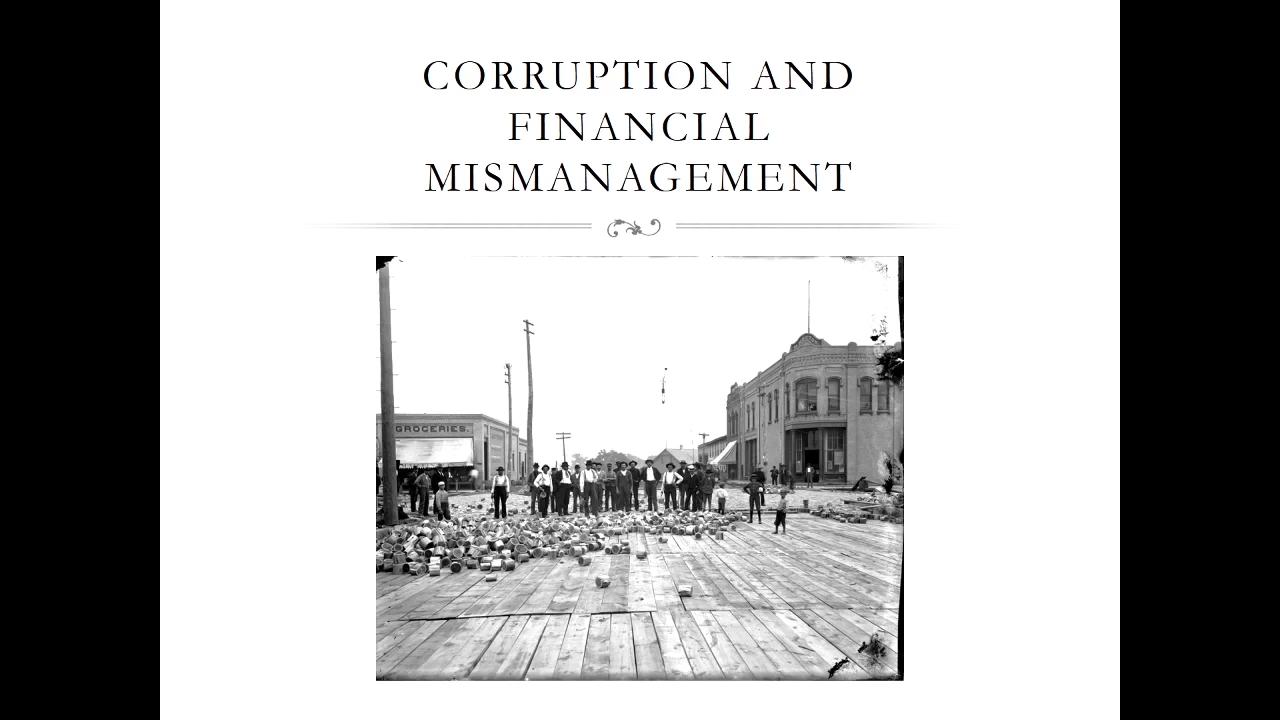 CORRUPTION AND
FINANCIAL
MISMANAGEMENT
GROCERIES.